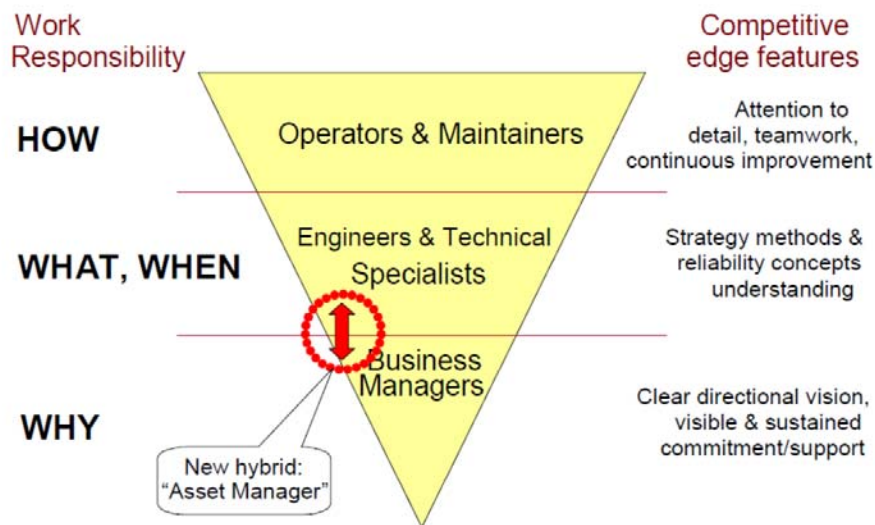 Work
Responsibility
Competitive
edge features
HOW
Operators & Maintainers
Attention to
detail, teamwork,
continuous improvement
WHAT, WHEN
Engineers & Technical
Specialists
Strategy methods &
reliability concepts
understanding
WHY
Business
Managers
Clear directional vision,
visible & sustained
commitment/support
New hybrid:
“Asset Manager”